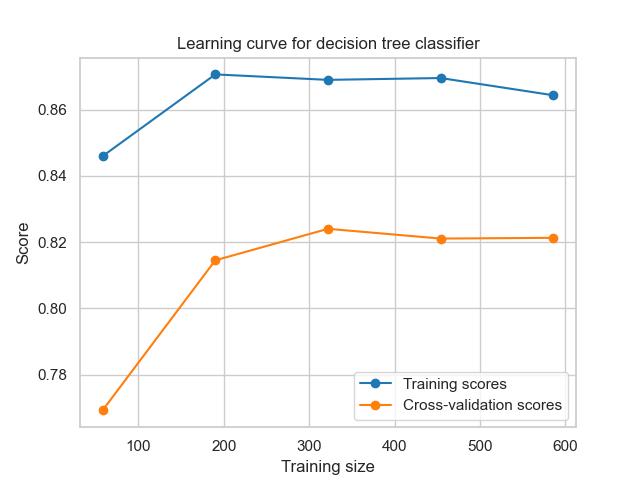 Learning curve for decision tree classifier
Score
0.86
0.84
0.82
0.80
0.78
100 200 300 400 500 600
Training size
Training scores
Cross-validation scores